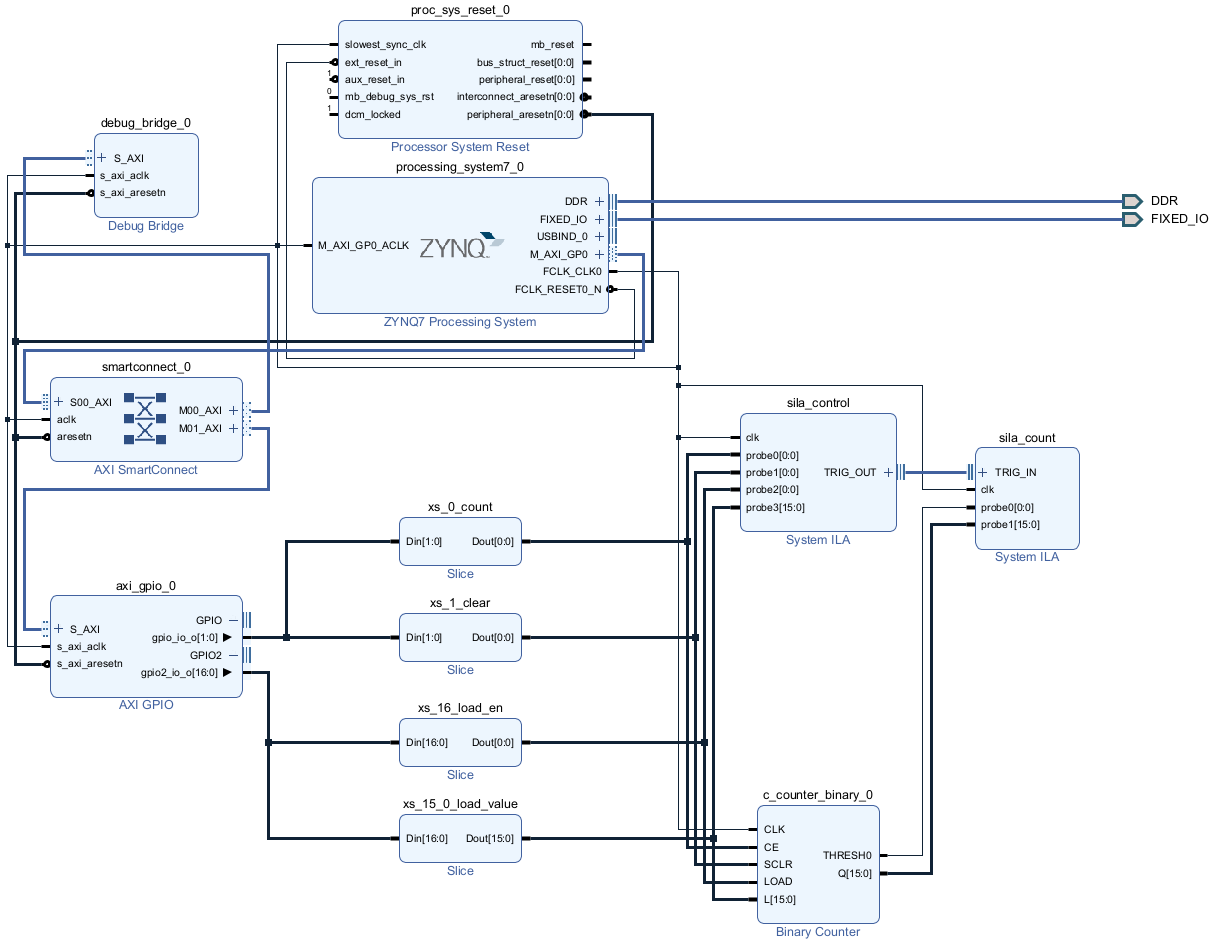 proc_sys_reset_0
slowest_sync_clk
ext_reset_in
1
aux_reset_in
0
mb_debug_sys_rst
1
dcm_locked
mb_reset
bus_struct_reset[0:0]
peripheral_reset[0:0]
interconnect_aresetn[0:0]
peripheral_aresetn[0:0]
Processor System Reset
debug_bridge_0
S_AXI
s_axi_aclk
s_axi_aresetn
Debug Bridge
processing_system7_0
M_AXI_GP0_ACLK
ZYNQ
DDR
FIXED_IO
USBIND_0
M_AXI_GP0
FCLK_CLK0
FCLK_RESET0_N
ZYNQ7 Processing System
DDR
FIXED_IO
smartconnect_0
S00_AXI
aclk
aresetn
M00_AXI
M01_AXI
AXI SmartConnect
sila_control
clk
probe0[0:0]
probe1[0:0]
probe2[0:0]
probe3[15:0]
TRIG_OUT
System ILA
sila_count
TRIG_IN
clk
probe0[0:0]
probe1[15:0]
System ILA
xs_0_count
Din[1:0]
Dout[0:0]
Slice
axi_gpio_0
S_AXI
s_axi_aclk
s_axi_aresetn
GPIO
gpio_io_o[1:0]
GPIO2
gpio2_io_o[16:0]
AXI GPIO
xs_1_clear
Din[1:0]
Dout[0:0]
Slice
xs_16_load_en
Din[16:0]
Dout[0:0]
Slice
xs_15_0_load_value
Din[16:0]
Dout[15:0]
Slice
c_counter_binary_0
CLK
CE
SCLR
LOAD
L[15:0]
THRESH0
Q[15:0]
Binary Counter